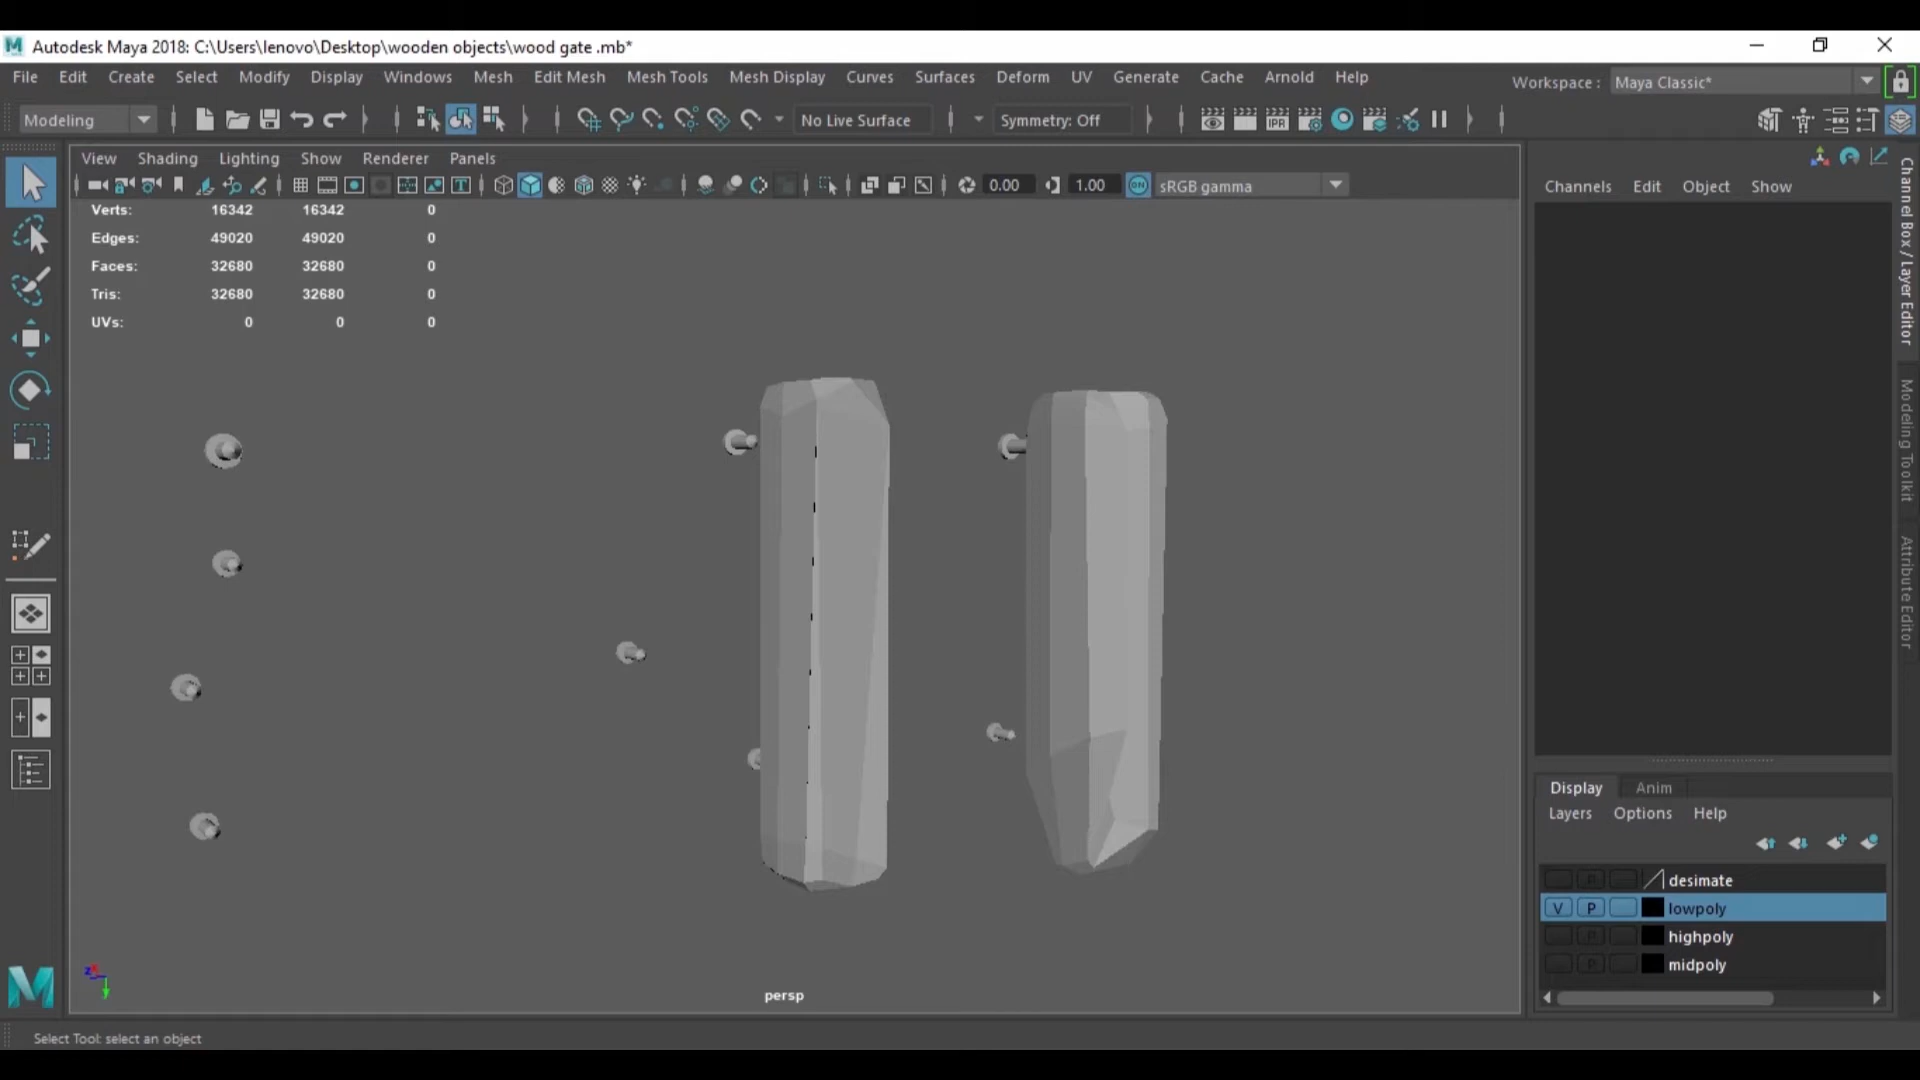 Autodesk Maya 2018: C:\Users\lenovo\Desktop\wooden objects\wood gate .mb*
File Edit Create Select Modify Display Windows Mesh Edit Mesh Mesh Tools Mesh Display Curves Surfaces Deform UV Generate Cache Arnold Help
Workspace : Maya Classic*
Modeling No Live Surface Symmetry: Off IPR
View Shading Lighting Show Renderer Panels
0.00 1.00 ON sRGB gamma
Channels Edit Object Show
Verts: 16342 16342 0
Edges: 49020 49020 0
Faces: 32680 32680 0
Tris: 32680 32680 0
UVs: 0 0 0
Channel Box / Layer Editor
Modeling Toolkit
Attribute Editor
Display Anim
Layers Options Help
R desimate
V P lowpoly
R highpoly
R midpoly
persp
Select Tool: select an object